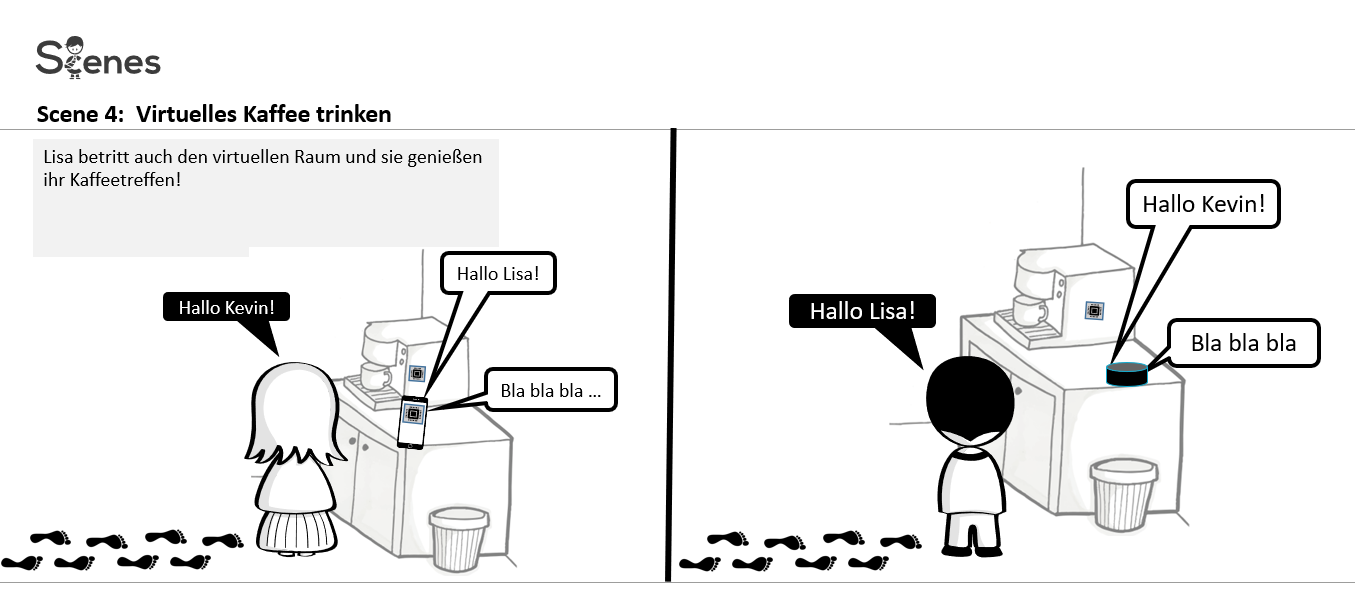 Scenes
Scene 4: Virtuelles Kaffee trinken
Lisa betritt auch den virtuellen Raum und sie genießen
ihr Kaffeetreffen!
Hallo Kevin!
Hallo Lisa!
Bla bla bla ...
Hallo Lisa!
Hallo Kevin!
Bla bla bla